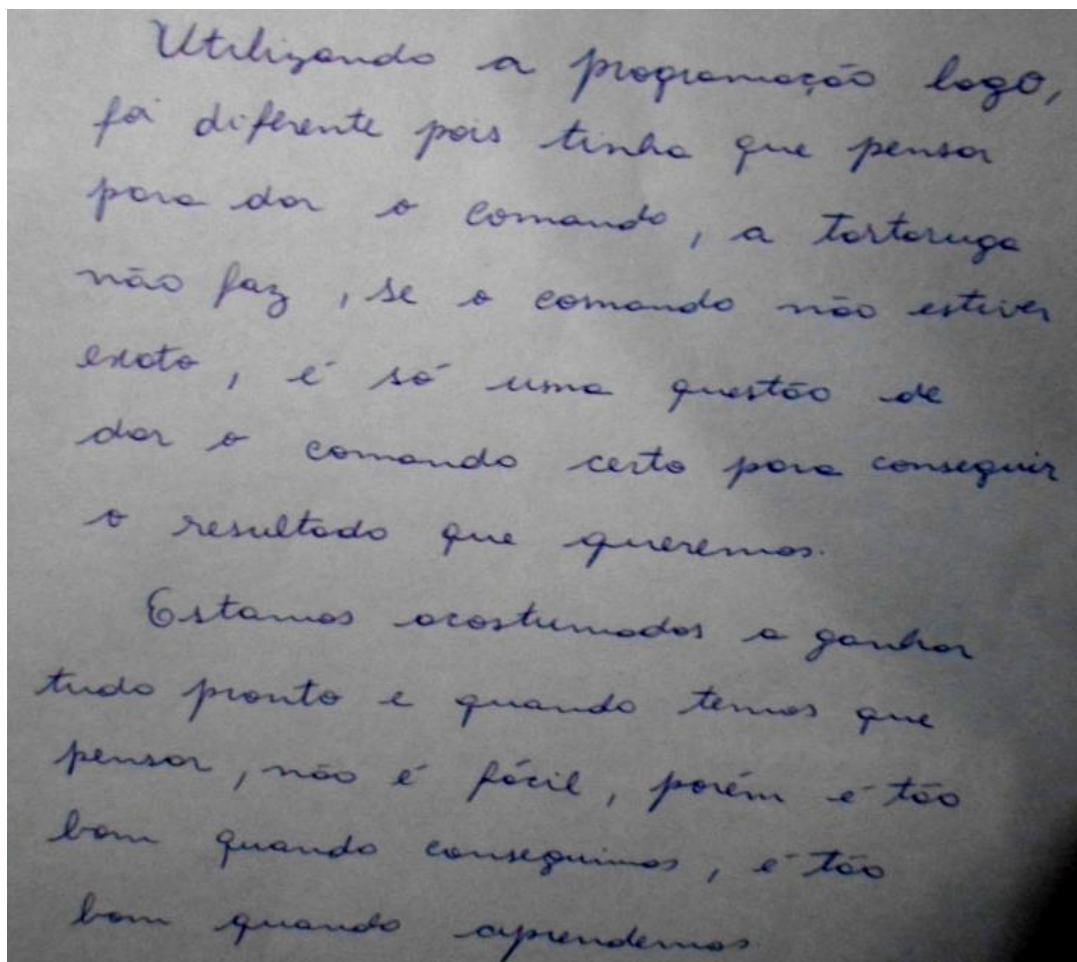 Utilizando a programação logo,
foi diferente pois tinha que pensar
para dar o comando, a tartaruga
não faz, se o comando não estiver
exato, é só uma questão de
dar o comando certo para conseguir
o resultado que queremos.
Estamos acostumados a ganhar
tudo pronto e quando temos que
pensar, não é fácil, porém é tão
bom quando conseguimos, é tão
bom quando aprendemos.